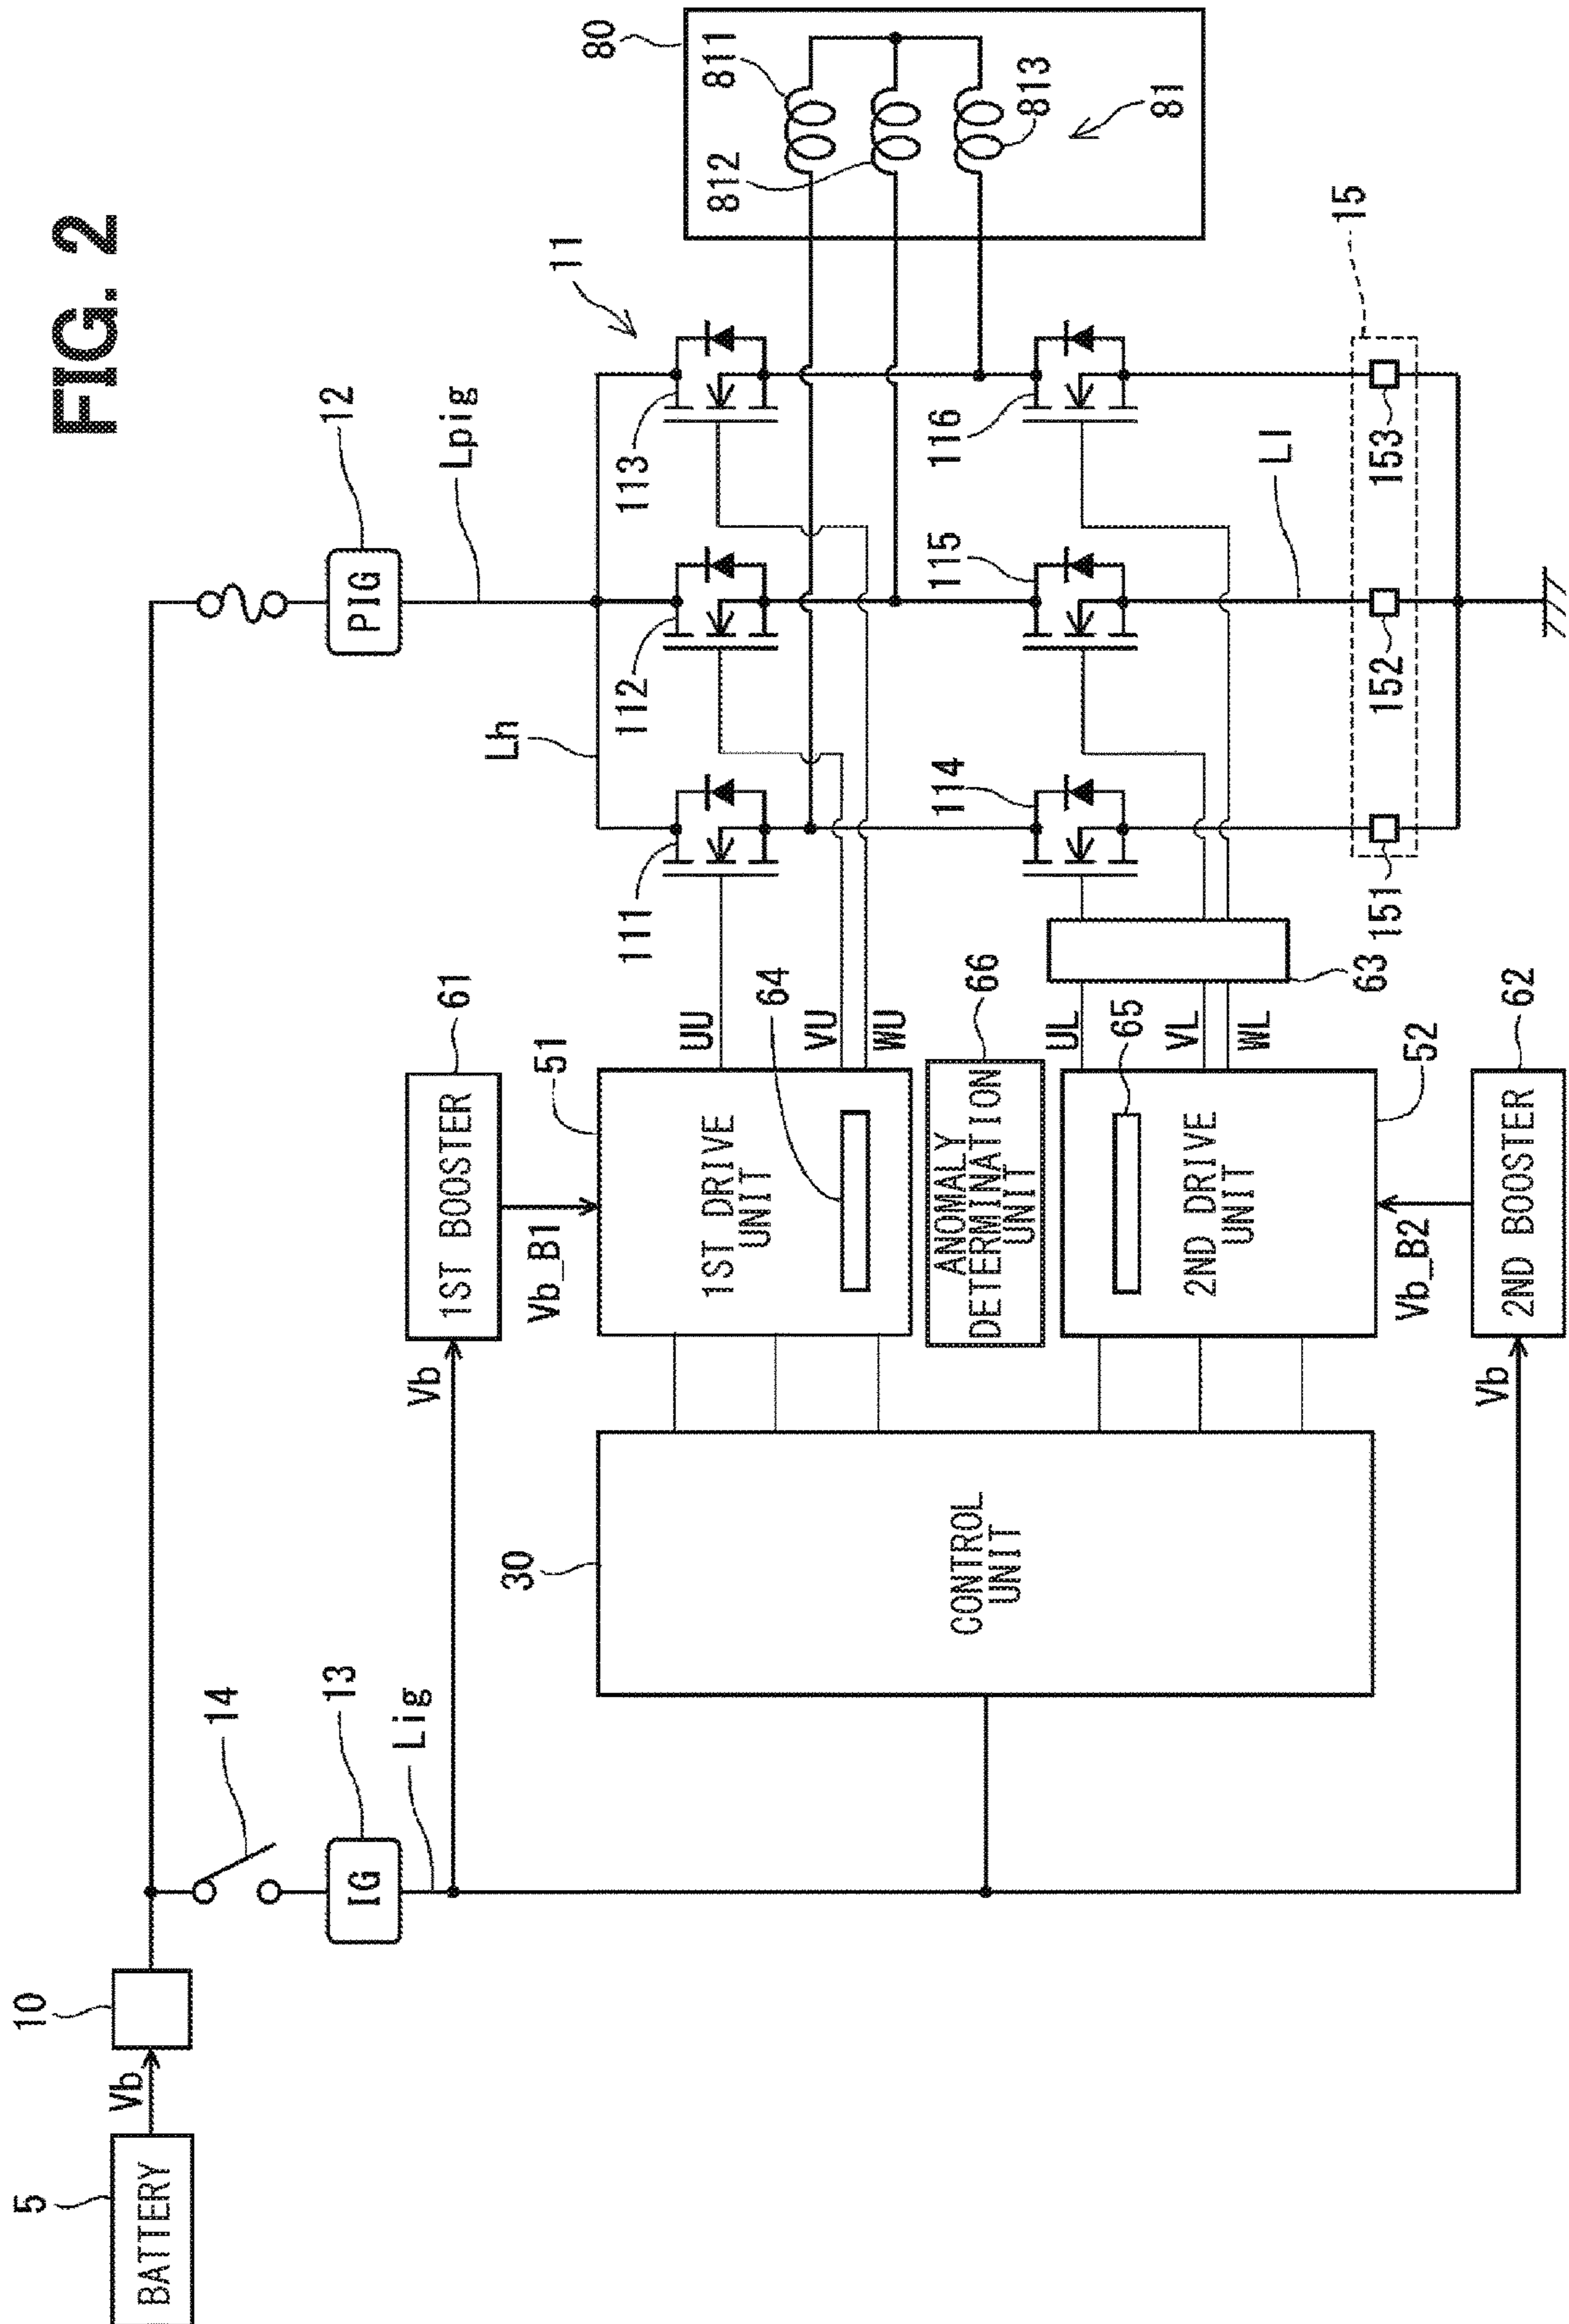 FIG. 2
5
BATTERY
Vb
10
14
13
IG
Lig
12
PIG
Lpig
Lh
11
80
811
812
813
81
Vb
61
1ST BOOSTER
Vb_B1
51
1ST DRIVE
UNIT
64
UU
VU
WU
111
112
113
30
CONTROL
UNIT
66
ANOMALY
DETERMINATION
UNIT
65
2ND DRIVE
UNIT
52
UL
VL
WL
63
114
115
116
Ll
15
151
152
153
Vb
Vb_B2
62
2ND BOOSTER